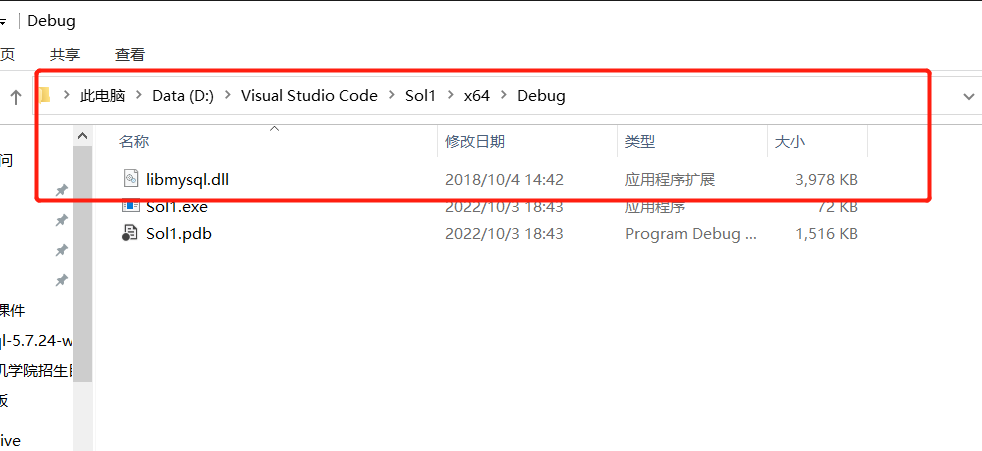 Debug
页 共享 查看
此电脑 > Data (D:) > Visual Studio Code > Sol1 > x64 > Debug
名称 修改日期 类型 大小
问
libmysql.dll 2018/10/4 14:42 应用程序扩展 3,978 KB
Sol1.exe 2022/10/3 18:43 应用程序 72 KB
Sol1.pdb 2022/10/3 18:43 Program Debug ... 1,516 KB
课件
ql-5.7.24-w
机学院招生
版
ive